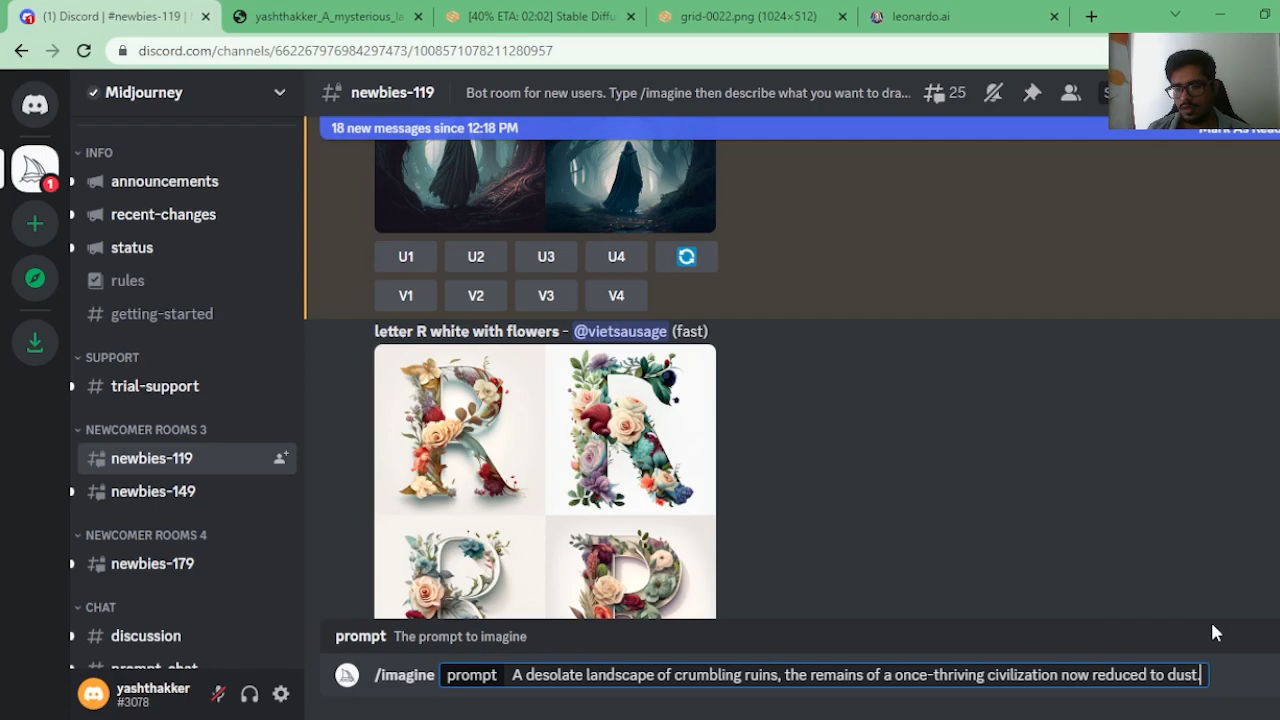 (1) Discord | #newbies-119 |
yashthakker_A_mysterious_la
[40% ETA: 02:02] Stable Diffu
grid-0022.png (1024×512)
leonardo.ai
discord.com/channels/662267976984297473/1008571078211280957
Midjourney
newbies-119
Bot room for new users. Type /imagine then describe what you want to dra...
25
18 new messages since 12:18 PM
INFO
announcements
recent-changes
status
rules
getting-started
SUPPORT
trial-support
NEWCOMER ROOMS 3
newbies-119
newbies-149
NEWCOMER ROOMS 4
newbies-179
CHAT
discussion
prompt-chat
yashthakker
#3078
1
U1 U2 U3 U4
V1 V2 V3 V4
letter R white with flowers - @vietsausage (fast)
prompt The prompt to imagine
/imagine prompt A desolate landscape of crumbling ruins, the remains of a once-thriving civilization now reduced to dust.